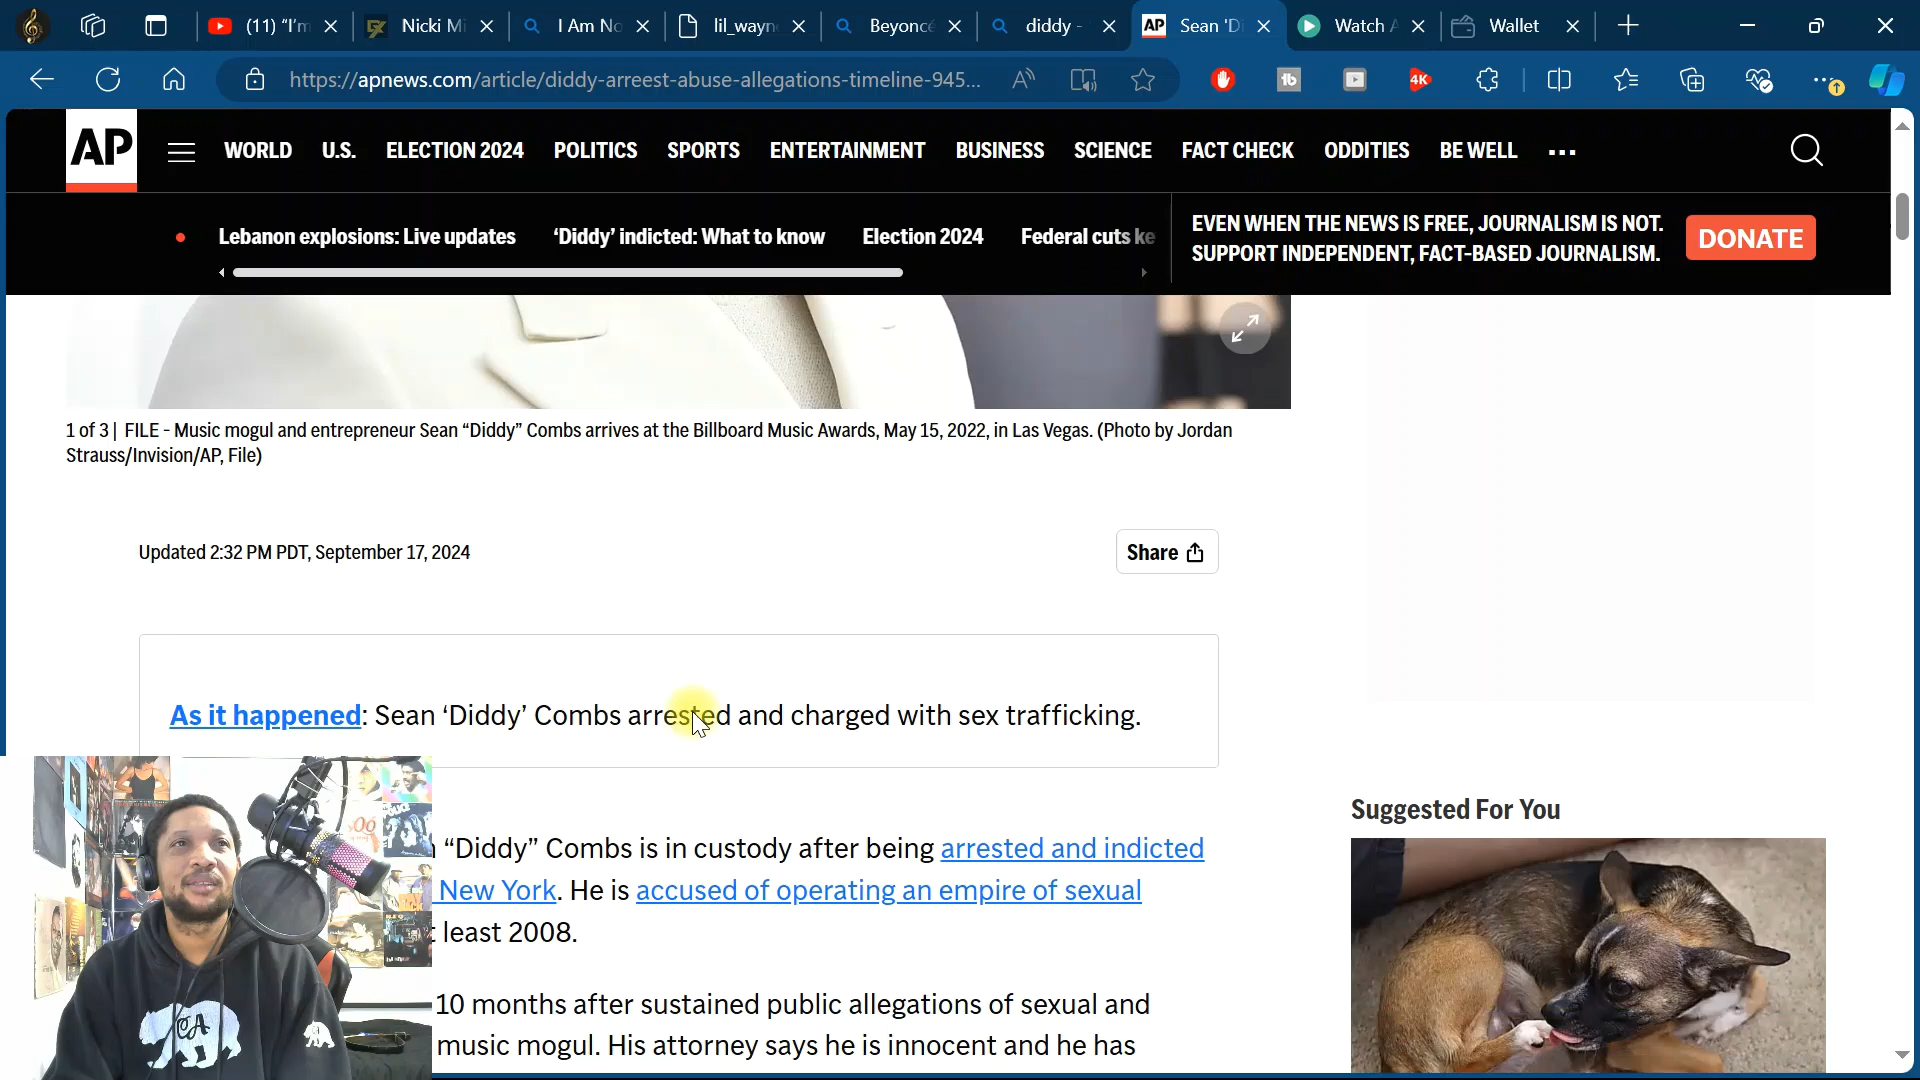 (11) "I'm
Nicki Mi
I Am No
lil_wayn
Beyoncé
diddy -
AP
Sean 'Di
Watch A
Wallet
https://apnews.com/article/diddy-arreest-abuse-allegations-timeline-945...
tb
4K
AP
WORLD
U.S.
ELECTION 2024
POLITICS
SPORTS
ENTERTAINMENT
BUSINESS
SCIENCE
FACT CHECK
ODDITIES
BE WELL
Lebanon explosions: Live updates
‘Diddy’ indicted: What to know
Election 2024
Federal cuts ke
EVEN WHEN THE NEWS IS FREE, JOURNALISM IS NOT.
SUPPORT INDEPENDENT, FACT-BASED JOURNALISM.
DONATE
1 of 3 | FILE - Music mogul and entrepreneur Sean “Diddy” Combs arrives at the Billboard Music Awards, May 15, 2022, in Las Vegas. (Photo by Jordan
Strauss/Invision/AP, File)
Updated 2:32 PM PDT, September 17, 2024
Share
As it happened: Sean ‘Diddy’ Combs arrested and charged with sex trafficking.
“Diddy” Combs is in custody after being arrested and indicted
New York. He is accused of operating an empire of sexual
least 2008.
10 months after sustained public allegations of sexual and
music mogul. His attorney says he is innocent and he has
Suggested For You
CA